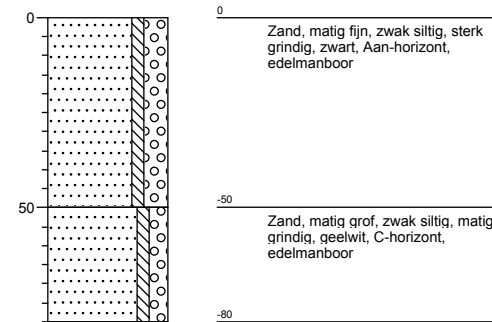 0
0
Zand, matig fijn, zwak siltig, sterk
grindig, zwart, Aan-horizont,
edelmanboor
50
-50
Zand, matig grof, zwak siltig, matig
grindig, geelwit, C-horizont,
edelmanboor
-80